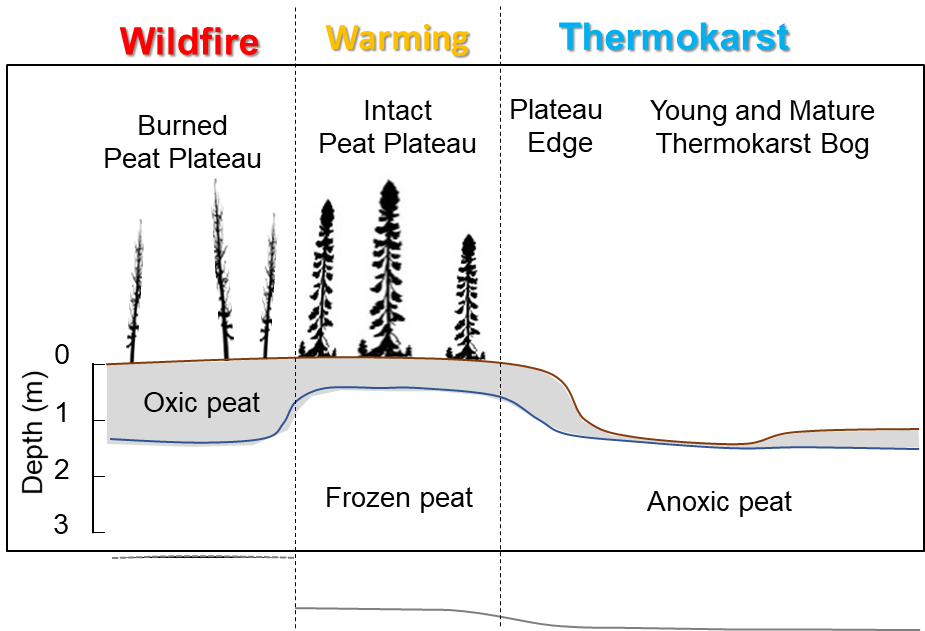 Wildfire
Warming
Thermokarst
Burned
Peat Plateau
Intact
Peat Plateau
Plateau
Edge
Young and Mature
Thermokarst Bog
Depth (m)
0
1
2
3
Oxic peat
Frozen peat
Anoxic peat